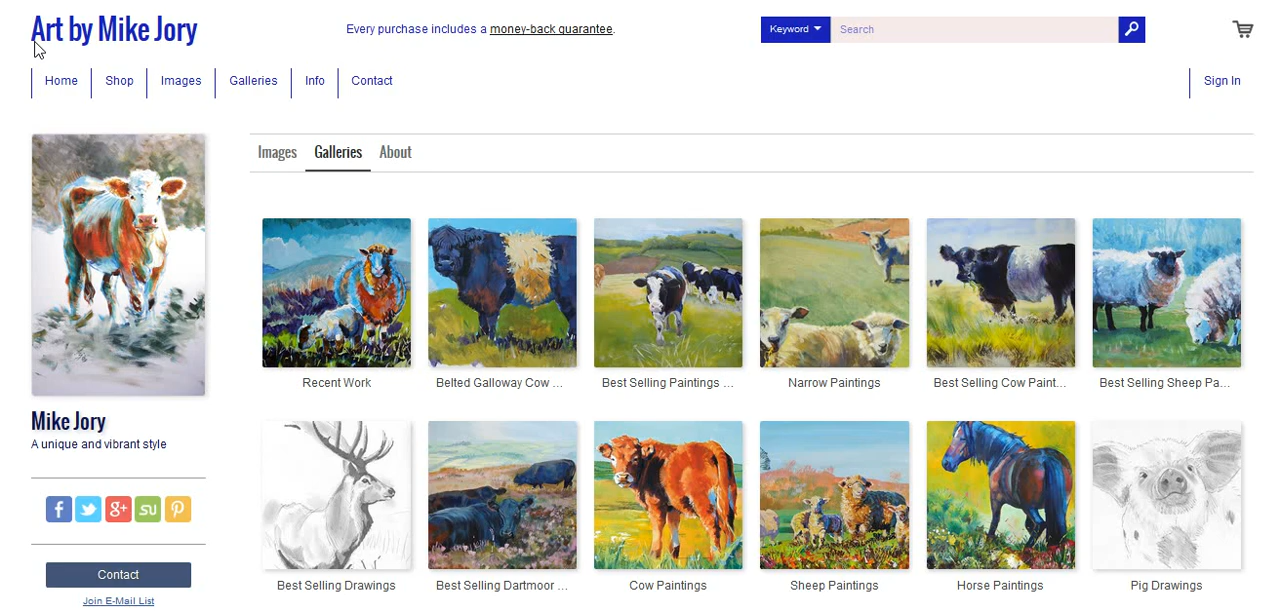 Art by Mike Jory
Every purchase includes a money-back guarantee.
Keyword
Search
Home
Shop
Images
Galleries
Info
Contact
Sign In
Images
Galleries
About
Mike Jory
A unique and vibrant style
Contact
Join E-Mail List
Recent Work
Belted Galloway Cow ...
Best Selling Paintings ...
Narrow Paintings
Best Selling Cow Paint...
Best Selling Sheep Pa...
Best Selling Drawings
Best Selling Dartmoor ...
Cow Paintings
Sheep Paintings
Horse Paintings
Pig Drawings